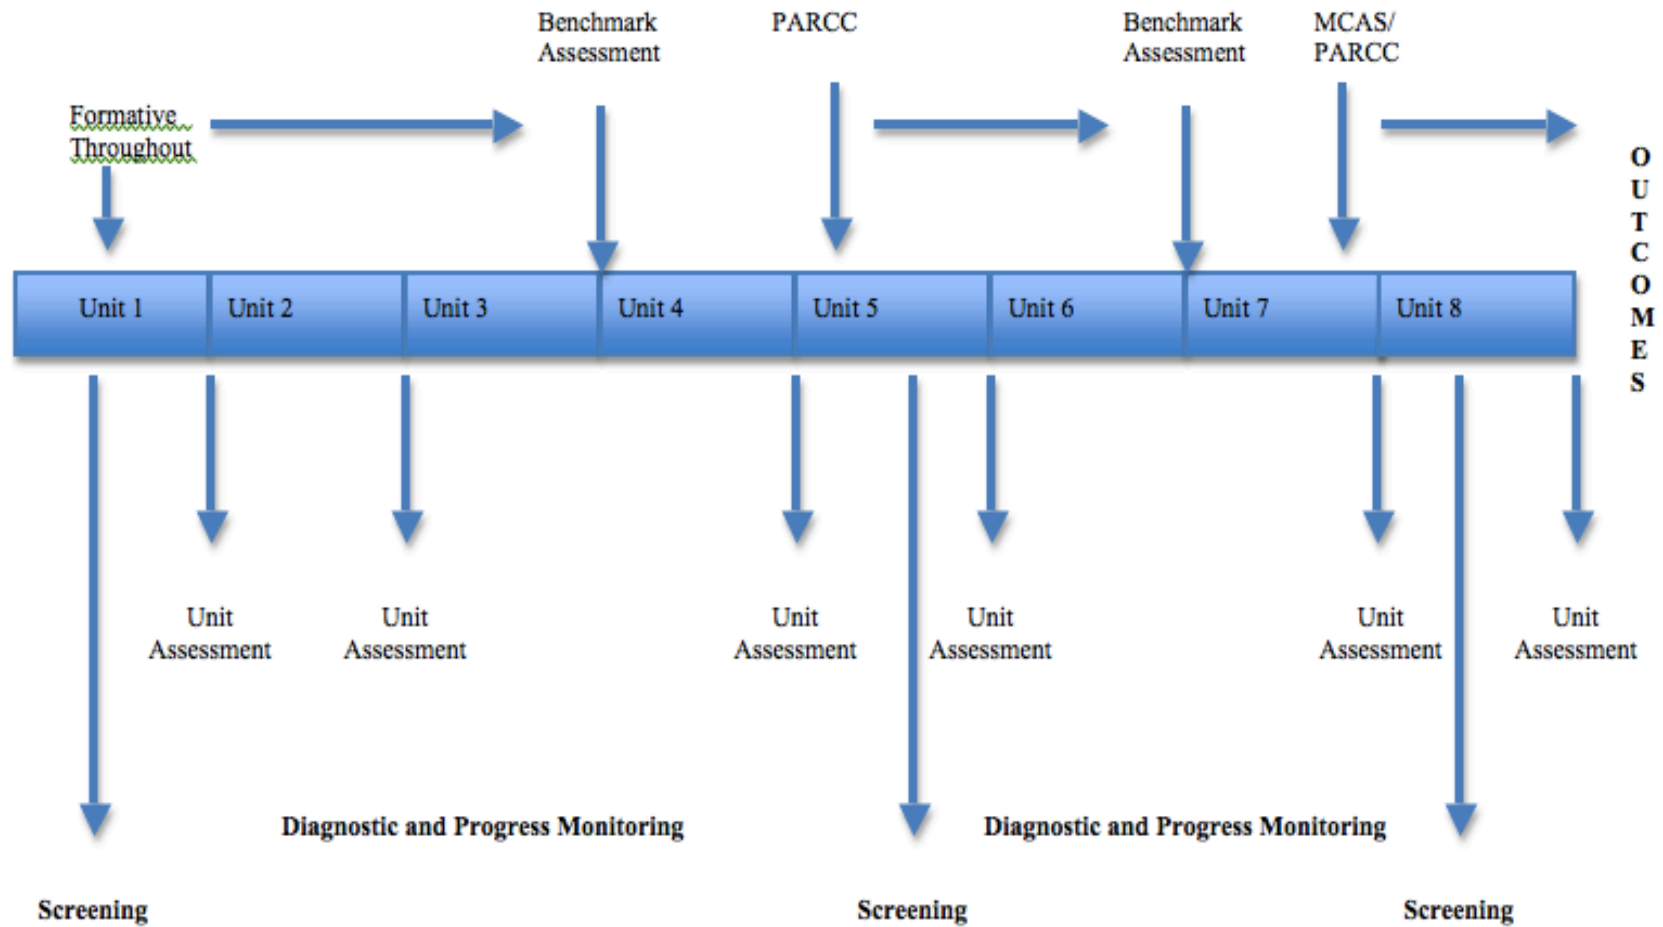 Benchmark
Assessment
PARCC
Benchmark
Assessment
MCAS/
PARCC
Formative
Throughout
O
U
T
C
O
M
E
S
Unit 1
Unit 2
Unit 3
Unit 4
Unit 5
Unit 6
Unit 7
Unit 8
Unit
Assessment
Unit
Assessment
Unit
Assessment
Unit
Assessment
Unit
Assessment
Unit
Assessment
Diagnostic and Progress Monitoring
Diagnostic and Progress Monitoring
Screening
Screening
Screening